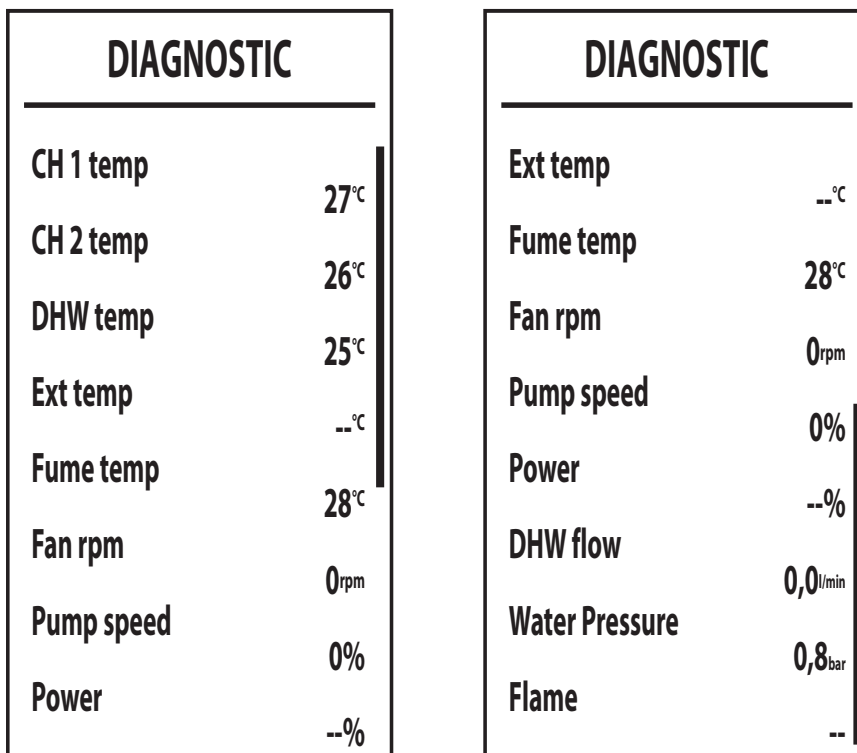 DIAGNOSTIC
CH 1 temp
27°C
CH 2 temp
26°C
DHW temp
25°C
Ext temp
--°C
Fume temp
28°C
Fan rpm
0rpm
Pump speed
0%
Power
--%
DIAGNOSTIC
Ext temp
--°C
Fume temp
28°C
Fan rpm
0rpm
Pump speed
0%
Power
--%
DHW flow
0,0l/min
Water Pressure
0,8bar
Flame
--